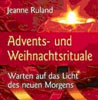 Jeanne Ruland
Advents- und
Weihnachtsrituale
Warten auf das Licht
des neuen Morgens